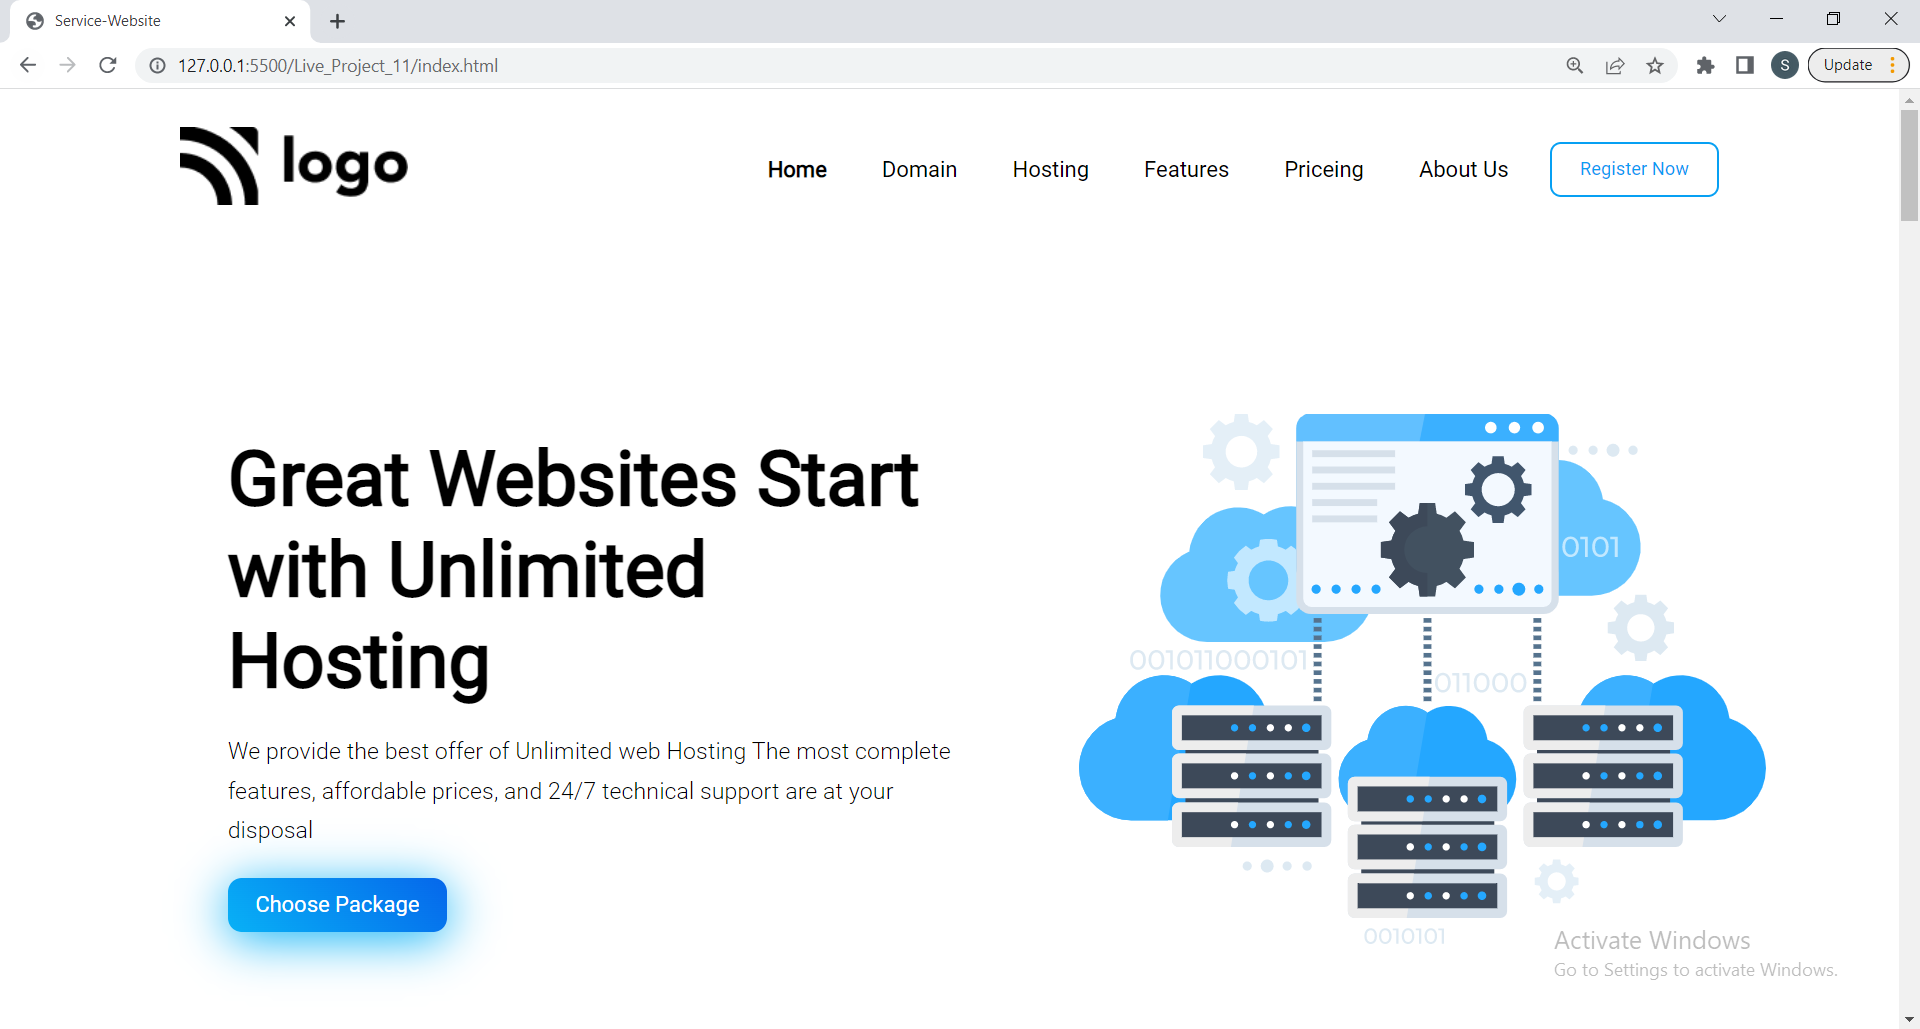 Service-Website
127.0.0.1:5500/Live_Project_11/index.html
S
Update
logo
Home Domain Hosting Features Priceing About Us Register Now
Great Websites Start
with Unlimited
Hosting
We provide the best offer of Unlimited web Hosting The most complete
features, affordable prices, and 24/7 technical support are at your
disposal
Choose Package
0101
001011000101
011000
0010101
Activate Windows
Go to Settings to activate Windows.